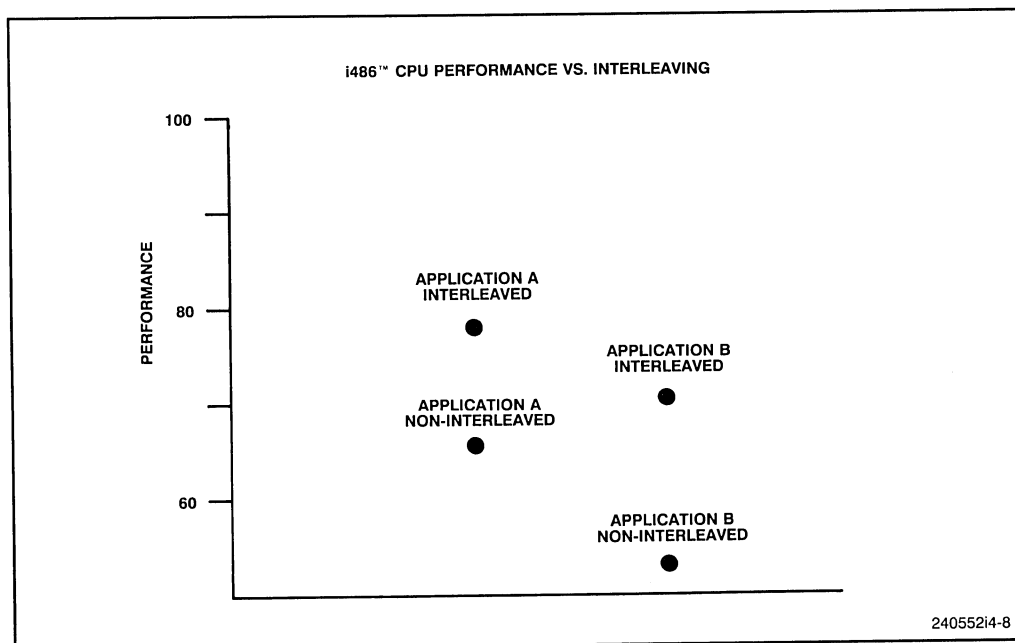 i486™ CPU PERFORMANCE VS. INTERLEAVING
100
PERFORMANCE
APPLICATION A
INTERLEAVED
80
APPLICATION B
INTERLEAVED
APPLICATION A
NON-INTERLEAVED
60
APPLICATION B
NON-INTERLEAVED
240552i4-8